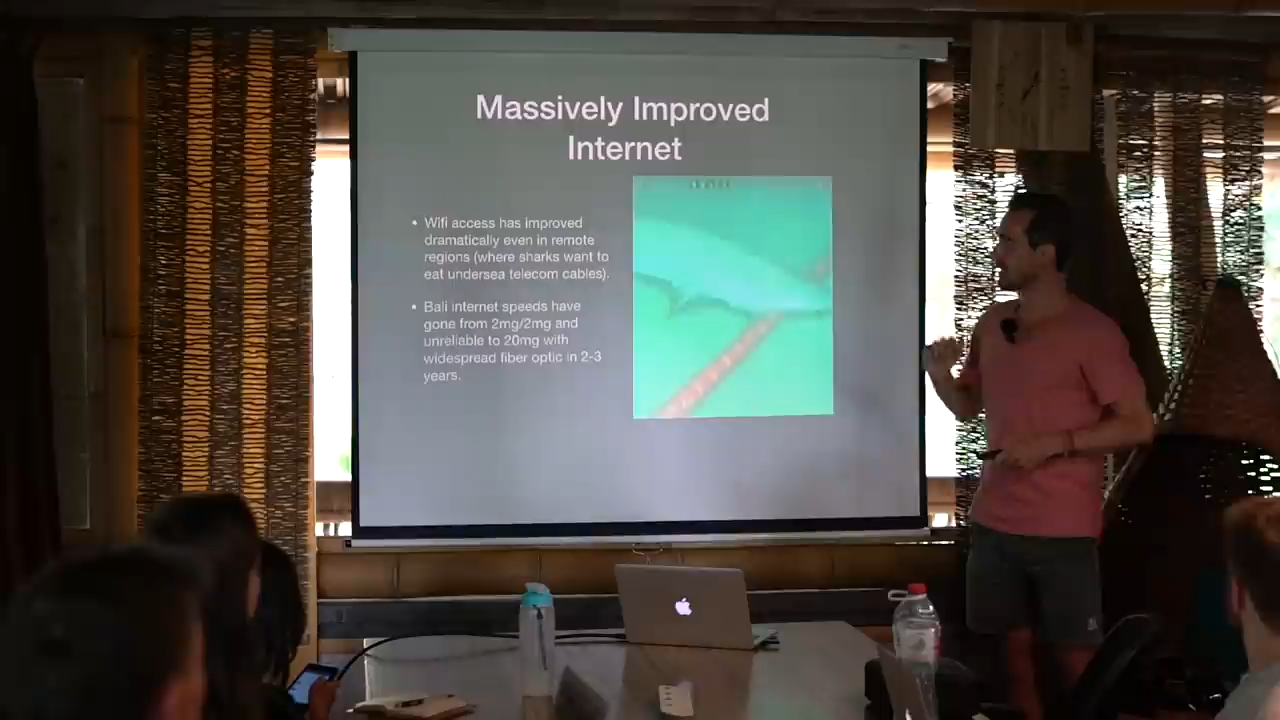 Massively Improved
Internet
• Wifi access has improved
dramatically even in remote
regions (where sharks want to
eat undersea telecom cables).
• Bali internet speeds have
gone from 2mg/2mg and
unreliable to 20mg with
widespread fiber optic in 2-3
years.